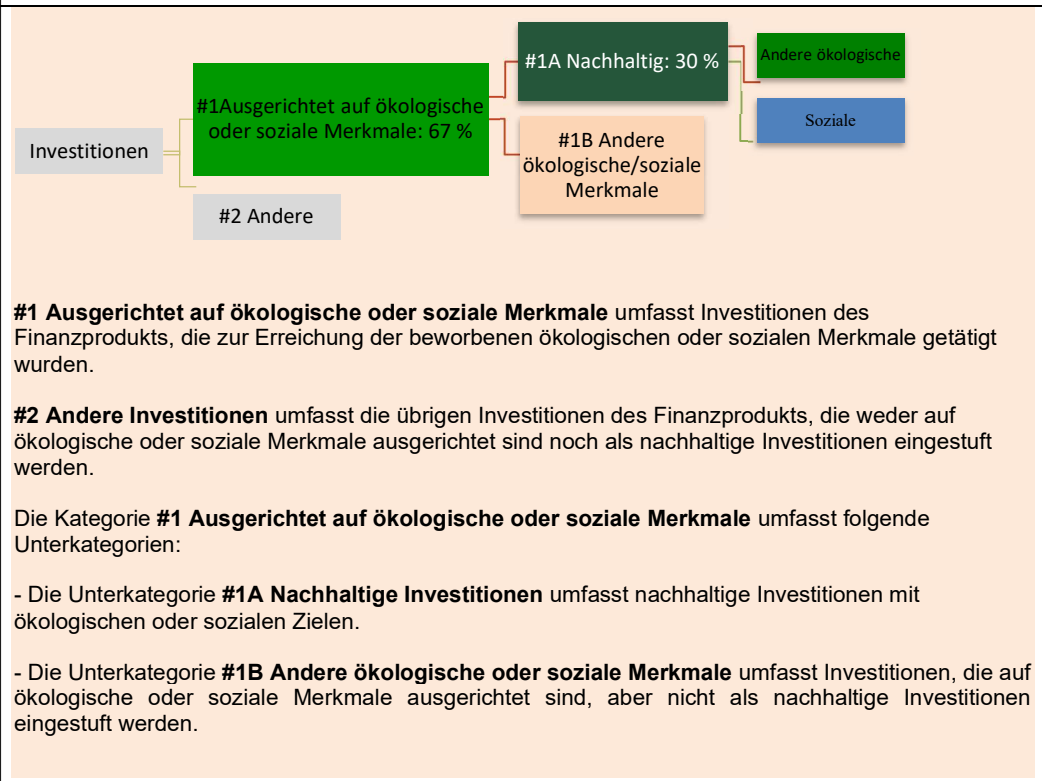 Investitionen
#1Ausgerichtet auf ökologische
oder soziale Merkmale: 67 %
#2 Andere
#1A Nachhaltig: 30 %
#1B Andere
ökologische/soziale
Merkmale
Andere ökologische
Soziale
#1 Ausgerichtet auf ökologische oder soziale Merkmale umfasst Investitionen des
Finanzprodukts, die zur Erreichung der beworbenen ökologischen oder sozialen Merkmale getätigt
wurden.
#2 Andere Investitionen umfasst die übrigen Investitionen des Finanzprodukts, die weder auf
ökologische oder soziale Merkmale ausgerichtet sind noch als nachhaltige Investitionen eingestuft
werden.
Die Kategorie #1 Ausgerichtet auf ökologische oder soziale Merkmale umfasst folgende
Unterkategorien:
- Die Unterkategorie #1A Nachhaltige Investitionen umfasst nachhaltige Investitionen mit
ökologischen oder sozialen Zielen.
- Die Unterkategorie #1B Andere ökologische oder soziale Merkmale umfasst Investitionen, die auf
ökologische oder soziale Merkmale ausgerichtet sind, aber nicht als nachhaltige Investitionen
eingestuft werden.